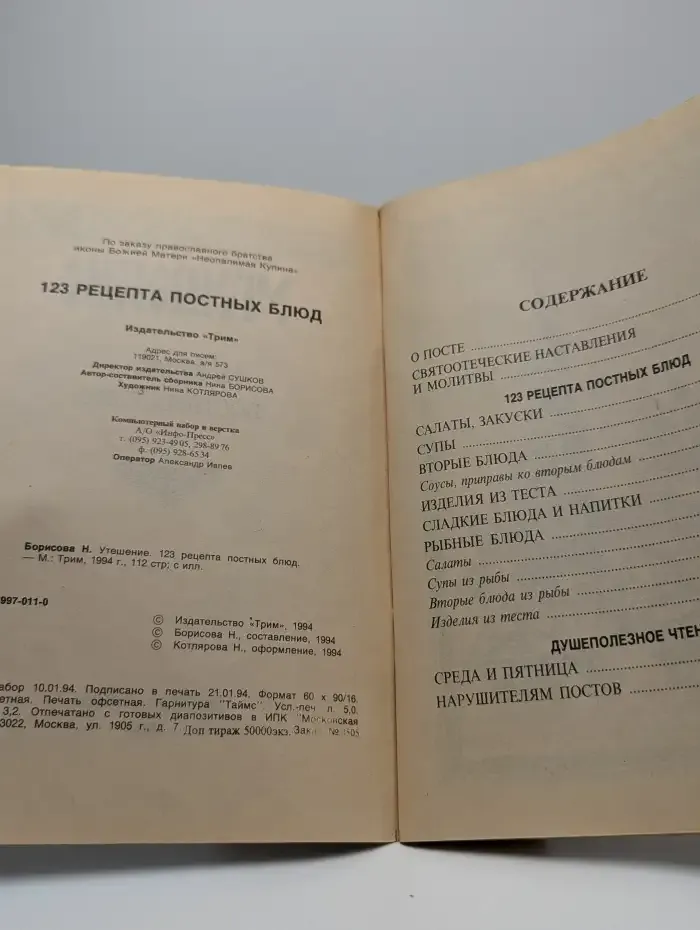 По заказу православного братства
иконы Божией Матери «Неопалимая Купина»
123 РЕЦЕПТА ПОСТНЫХ БЛЮД
Издательство «Трим»
Адрес для писем:
119021, Москва, а/я 573
Директор издательства Андрей СУШКОВ
Автор-составитель сборника Нина БОРИСОВА
Художник Нина КОТЛЯРОВА
Компьютерный набор и верстка
А/О «Инфо-Пресс»
т. (095) 923-49 05, 298-89 76
ф. (095) 928-65 34
Оператор Александр Ивлев
Борисова Н. Утешение. 123 рецепта постных блюд.
— М.: Трим, 1994 г., 112 стр; с илл.
997-011-0
© Издательство «Трим», 1994
© Борисова Н., составление, 1994
© Котлярова Н., оформление, 1994
абор 10.01.94. Подписано в печать 21.01.94. Формат 60 х 90/16.
етная. Печать офсетная. Гарнитура "Таймс". Усл.-печ л. 5,0.
3,2. Отпечатано с готовых диапозитивов в ИПК "Московская
3022, Москва, ул. 1905 г., д. 7 Доп тираж 50000экз. Зак. № 1505
СОДЕРЖАНИЕ
О ПОСТЕ
СВЯТООТЕЧЕСКИЕ НАСТАВЛЕНИЯ
И МОЛИТВЫ
123 РЕЦЕПТА ПОСТНЫХ БЛЮД
САЛАТЫ, ЗАКУСКИ
СУПЫ
ВТОРЫЕ БЛЮДА
Соусы, приправы ко вторым блюдам
ИЗДЕЛИЯ ИЗ ТЕСТА
СЛАДКИЕ БЛЮДА И НАПИТКИ
РЫБНЫЕ БЛЮДА
Салаты
Супы из рыбы
Вторые блюда из рыбы
Изделия из теста
ДУШЕПОЛЕЗНОЕ ЧТЕН
СРЕДА И ПЯТНИЦА
НАРУШИТЕЛЯМ ПОСТОВ